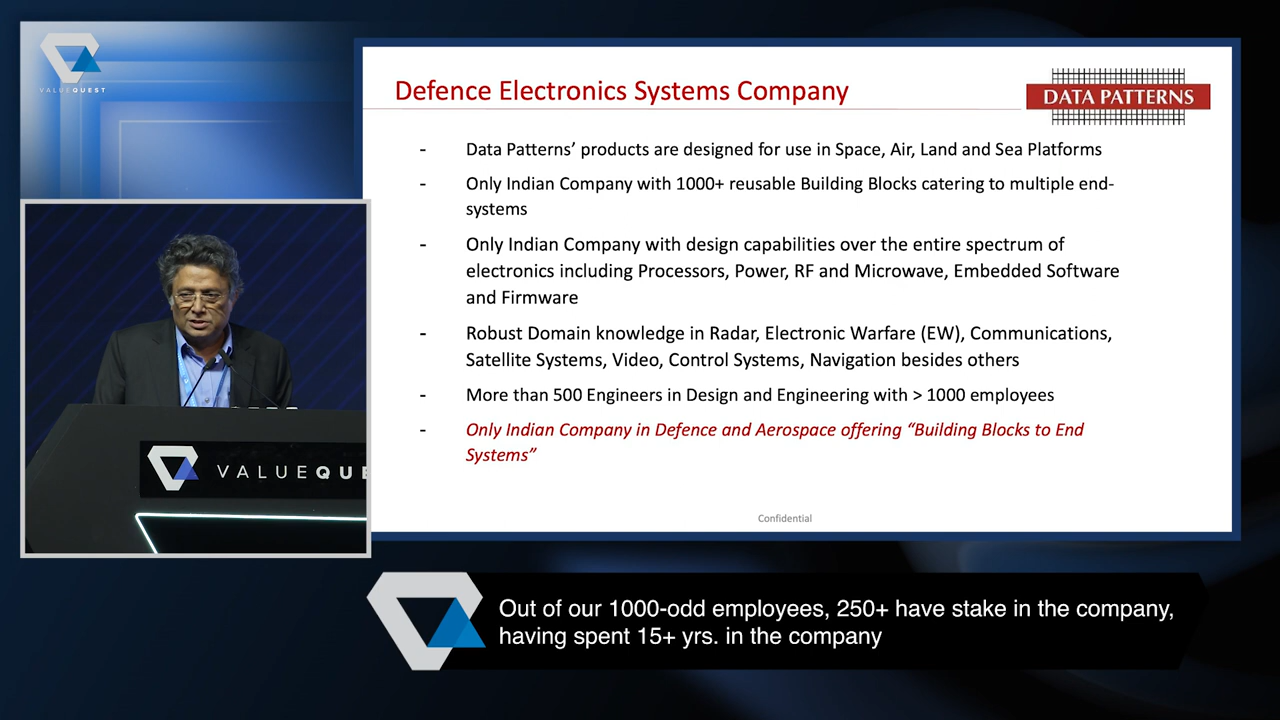 VALUEQUEST
Defence Electronics Systems Company
DATA PATTERNS
- Data Patterns’ products are designed for use in Space, Air, Land and Sea Platforms
- Only Indian Company with 1000+ reusable Building Blocks catering to multiple end-
systems
- Only Indian Company with design capabilities over the entire spectrum of
electronics including Processors, Power, RF and Microwave, Embedded Software
and Firmware
- Robust Domain knowledge in Radar, Electronic Warfare (EW), Communications,
Satellite Systems, Video, Control Systems, Navigation besides others
- More than 500 Engineers in Design and Engineering with > 1000 employees
- Only Indian Company in Defence and Aerospace offering “Building Blocks to End
Systems”
Confidential
VALUEQUE
Out of our 1000-odd employees, 250+ have stake in the company,
having spent 15+ yrs. in the company